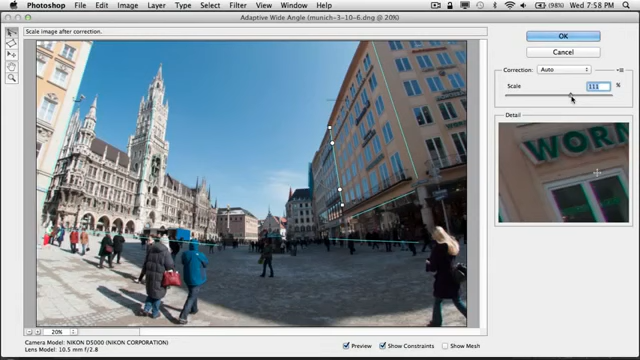 Photoshop File Edit Image Layer Type Select Filter View Window Help (98%) Wed 7:58 PM
Adaptive Wide Angle (munich-3-10-6.dng @ 20%)
Scale image after correction.
OK
Cancel
Correction: Auto
Scale 111 %
Detail
WORM
20%
Camera Model: NIKON D5000 (NIKON CORPORATION)
Lens Model: 10.5 mm f/2.8
Preview Show Constraints Show Mesh